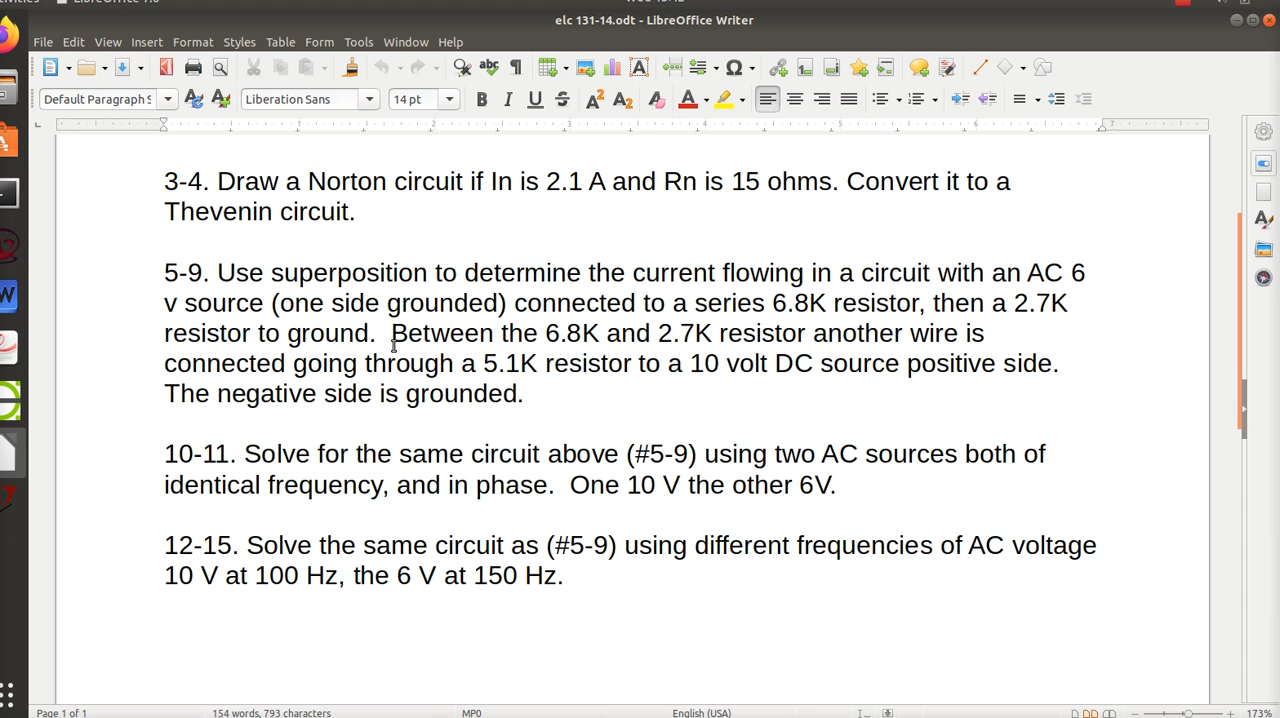 elc 131-14.odt - LibreOffice Writer
File Edit View Insert Format Styles Table Form Tools Window Help
Default Paragraph S Liberation Sans 14 pt
1 2 3 4 5 6 7
3-4. Draw a Norton circuit if In is 2.1 A and Rn is 15 ohms. Convert it to a
Thevenin circuit.
5-9. Use superposition to determine the current flowing in a circuit with an AC 6
v source (one side grounded) connected to a series 6.8K resistor, then a 2.7K
resistor to ground.  Between the 6.8K and 2.7K resistor another wire is
connected going through a 5.1K resistor to a 10 volt DC source positive side.
The negative side is grounded.
10-11. Solve for the same circuit above (#5-9) using two AC sources both of
identical frequency, and in phase.  One 10 V the other 6V.
12-15. Solve the same circuit as (#5-9) using different frequencies of AC voltage
10 V at 100 Hz, the 6 V at 150 Hz.
Page 1 of 1 154 words, 793 characters MP0 English (USA) 173%